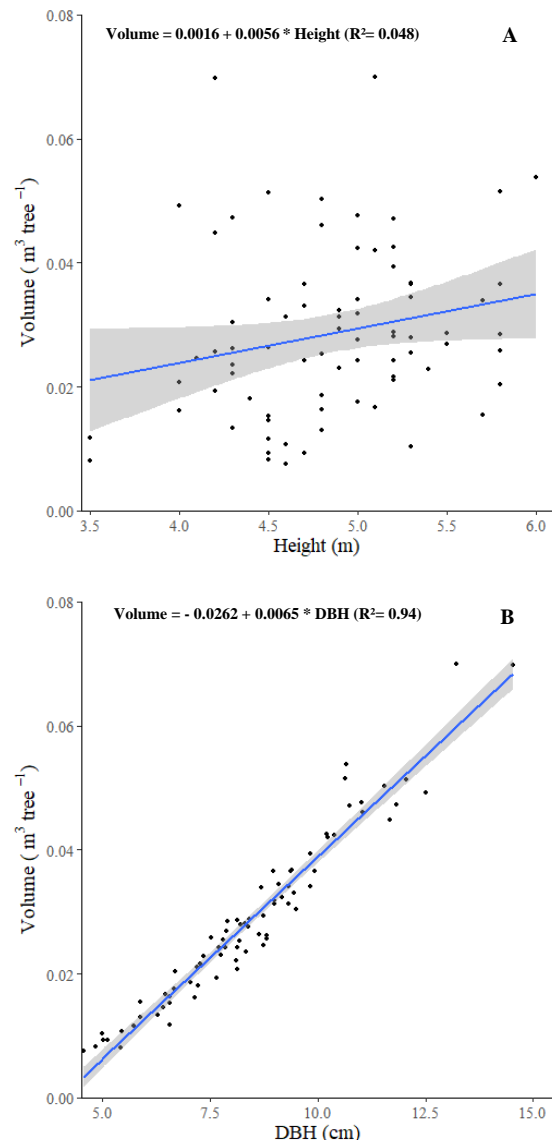 Volume = 0.0016 + 0.0056 * Height (R²= 0.048)
A
0.08
0.06
0.04
0.02
0.00
Volume ( m³ tree⁻¹)
3.5 4.0 4.5 5.0 5.5 6.0
Height (m)
Volume = - 0.0262 + 0.0065 * DBH (R²= 0.94)
B
0.08
0.06
0.04
0.02
0.00
Volume ( m³ tree⁻¹)
5.0 7.5 10.0 12.5 15.0
DBH (cm)